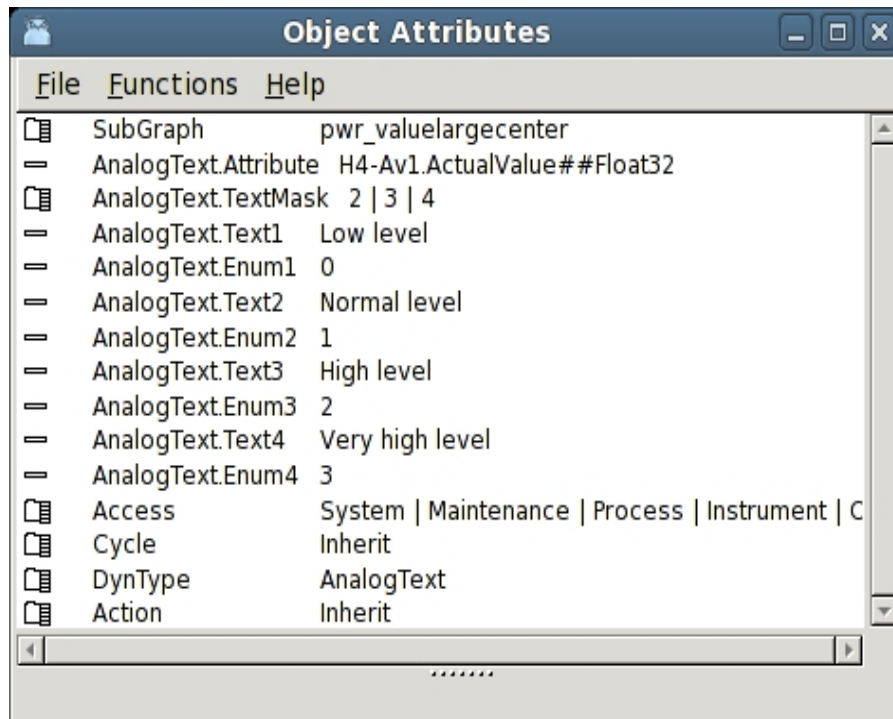 Object Attributes
File Functions Help
SubGraph pwr_valuelargecenter
AnalogText.Attribute H4-Av1.ActualValue##Float32
AnalogText.TextMask 2 | 3 | 4
AnalogText.Text1 Low level
AnalogText.Enum1 0
AnalogText.Text2 Normal level
AnalogText.Enum2 1
AnalogText.Text3 High level
AnalogText.Enum3 2
AnalogText.Text4 Very high level
AnalogText.Enum4 3
Access System | Maintenance | Process | Instrument |
Cycle Inherit
DynType AnalogText
Action Inherit